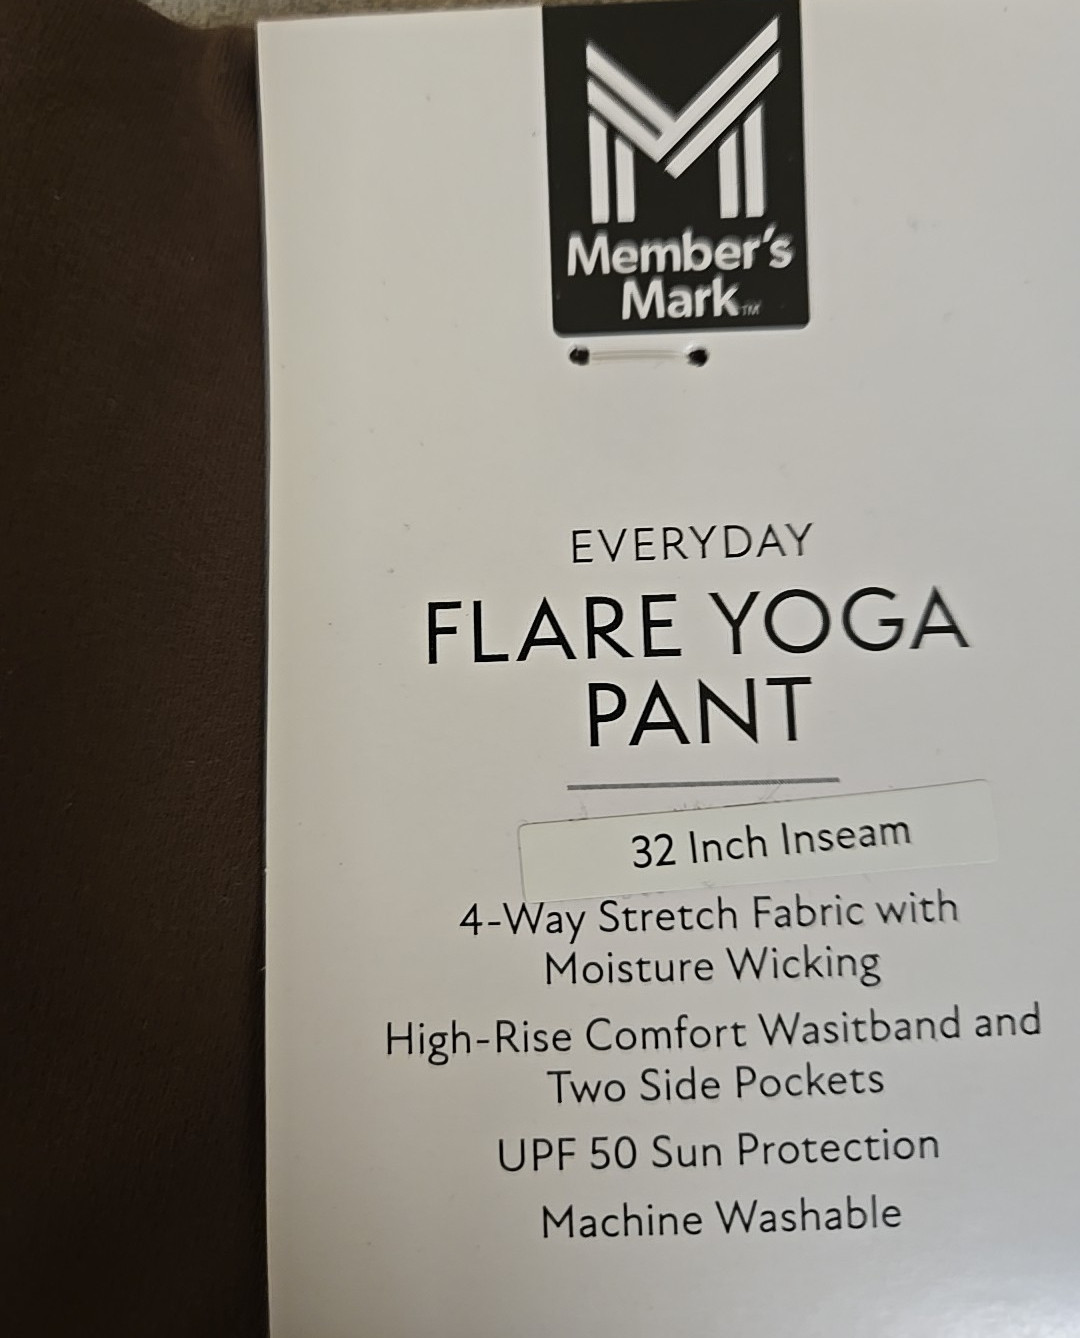 Member's
Mark™
EVERYDAY
FLARE YOGA
PANT
32 Inch Inseam
4-Way Stretch Fabric with
Moisture Wicking
High-Rise Comfort Wasitband and
Two Side Pockets
UPF 50 Sun Protection
Machine Washable